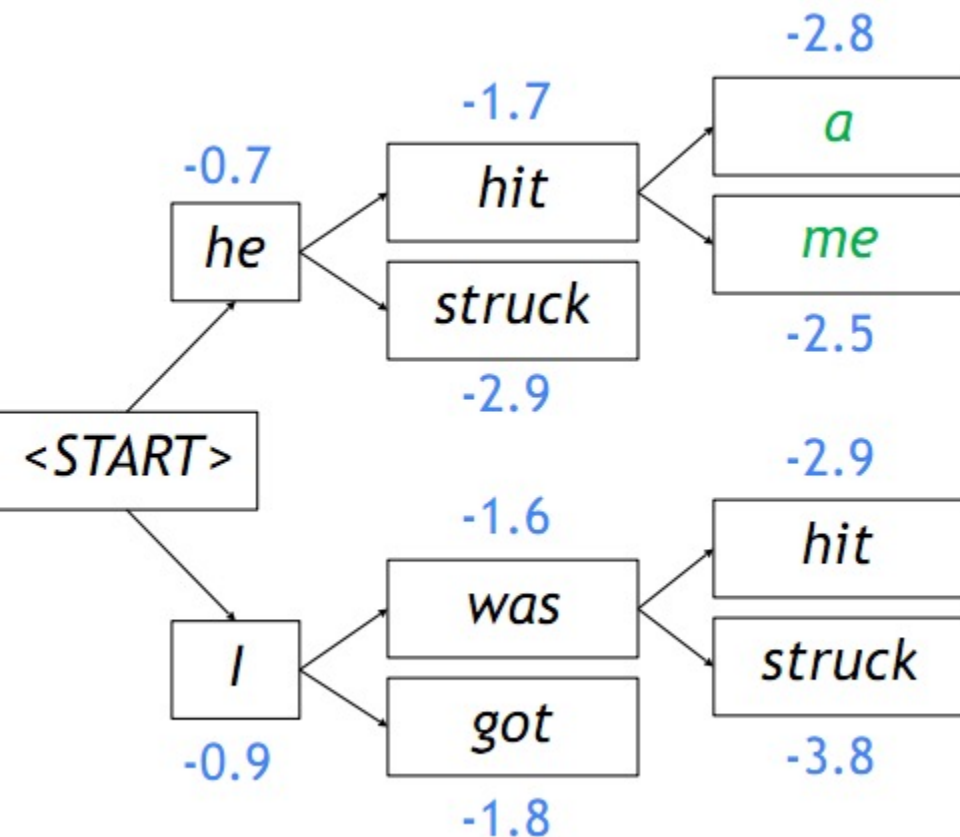 -2.8
-1.7
a
-0.7
hit
he
me
struck
-2.5
-2.9
<START>
-2.9
-1.6
hit
was
I
struck
got
-0.9
-3.8
-1.8